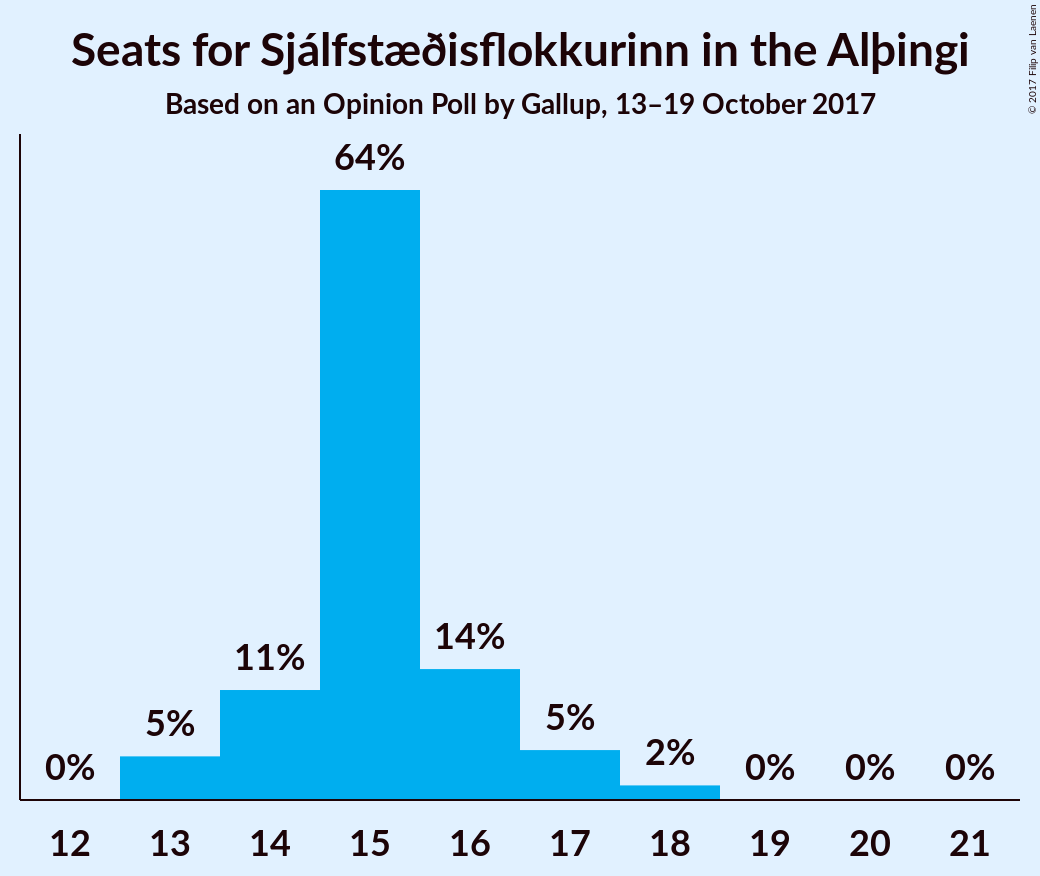 Seats for Sjálfstæðisflokkurinn in the Alþingi
Based on an Opinion Poll by Gallup, 13–19 October 2017
© 2017 Filip van Laenen
64%
14%
11%
5%
5%
2%
0%
0%
0%
0%
12 13 14 15 16 17 18 19 20 21